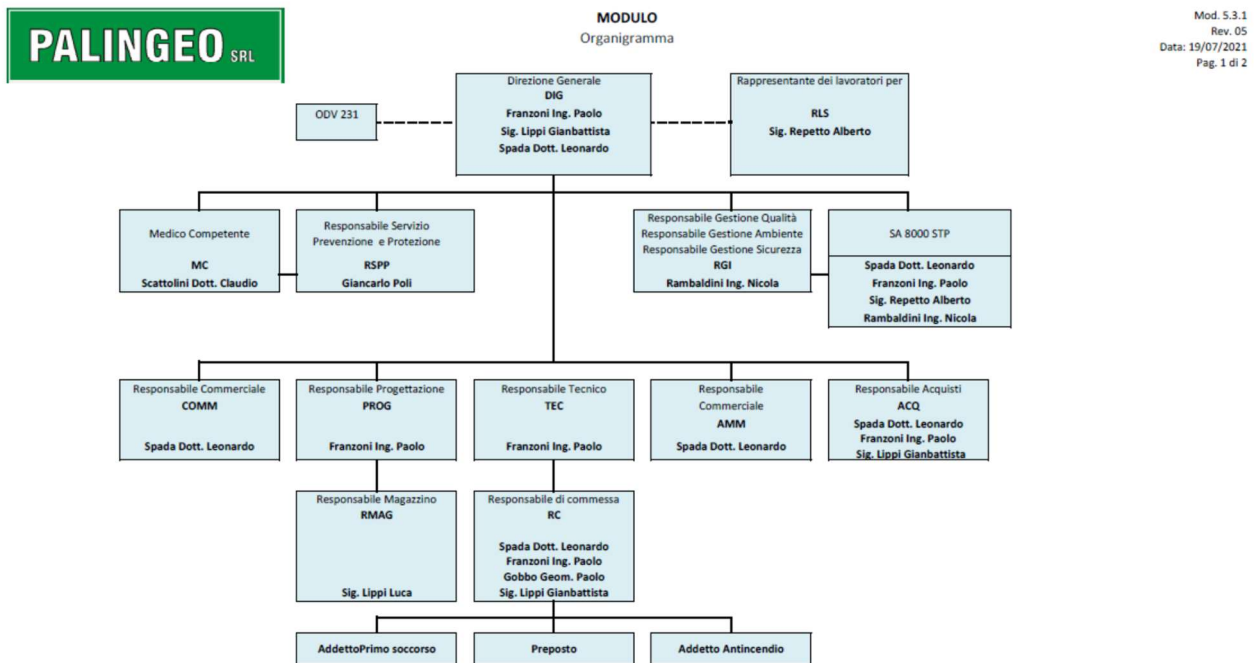 PALINGEO SRL
MODULO
Organigramma
Mod. 5.3.1
Rev. 05
Data: 19/07/2021
Pag. 1 di 2
ODV 231
Direzione Generale
DIG
Franzoni Ing. Paolo
Sig. Lippi Gianbattista
Spada Dott. Leonardo
Rappresentante dei lavoratori per
RLS
Sig. Repetto Alberto
Medico Competente
MC
Scattolini Dott. Claudio
Responsabile Servizio
Prevenzione e Protezione
RSPP
Giancarlo Poli
Responsabile Gestione Qualità
Responsabile Gestione Ambiente
Responsabile Gestione Sicurezza
RGI
Rambaldini Ing. Nicola
SA 8000 STP
Spada Dott. Leonardo
Franzoni Ing. Paolo
Sig. Repetto Alberto
Rambaldini Ing. Nicola
Responsabile Commerciale
COMM
Spada Dott. Leonardo
Responsabile Progettazione
PROG
Franzoni Ing. Paolo
Responsabile Tecnico
TEC
Franzoni Ing. Paolo
Responsabile
Commerciale
AMM
Spada Dott. Leonardo
Responsabile Acquisti
ACQ
Spada Dott. Leonardo
Franzoni Ing. Paolo
Sig. Lippi Gianbattista
Responsabile Magazzino
RMAG
Sig. Lippi Luca
Responsabile di commessa
RC
Spada Dott. Leonardo
Franzoni Ing. Paolo
Gobbo Geom. Paolo
Sig. Lippi Gianbattista
AddettoPrimo soccorso
Preposto
Addetto Antincendio